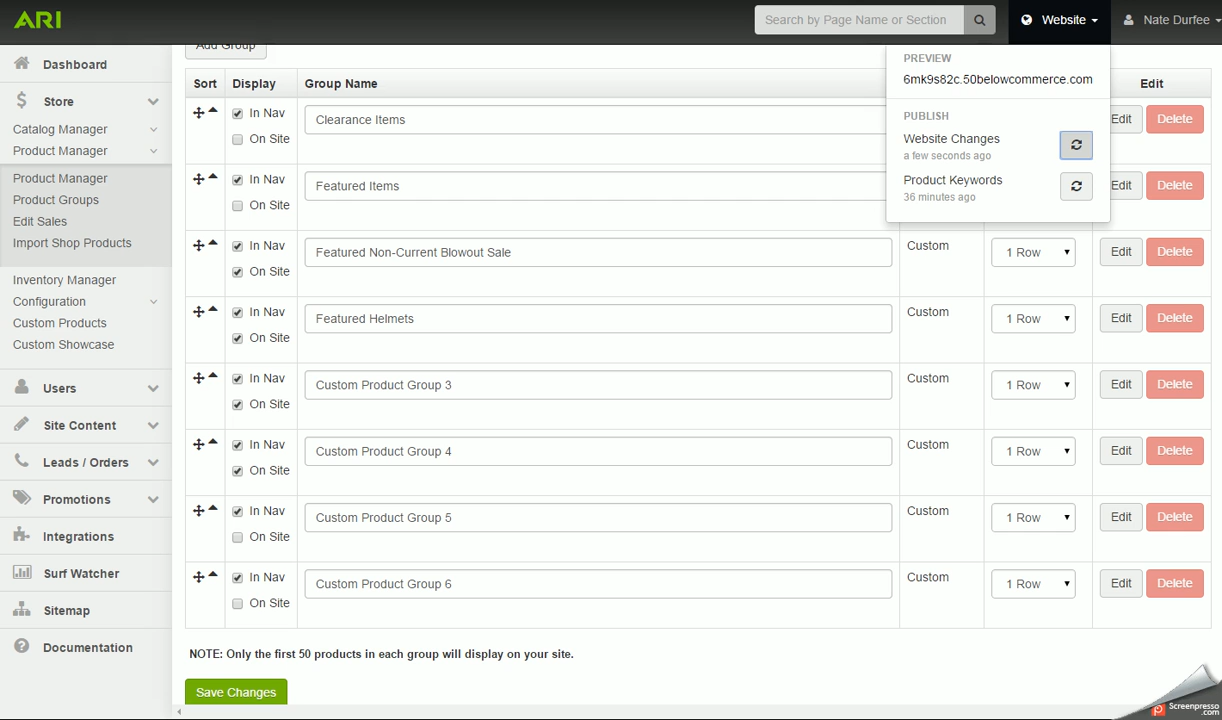 ARI
Search by Page Name or Section
Website
Nate Durfee
Dashboard
Store
Catalog Manager
Product Manager
Product Manager
Product Groups
Edit Sales
Import Shop Products
Inventory Manager
Configuration
Custom Products
Custom Showcase
Users
Site Content
Leads / Orders
Promotions
Integrations
Surf Watcher
Sitemap
Documentation
Add Group
Sort Display Group Name Edit
In Nav Clearance Items Edit Delete
On Site
In Nav Featured Items Edit Delete
On Site
In Nav Featured Non-Current Blowout Sale Custom 1 Row Edit Delete
On Site
In Nav Featured Helmets Custom 1 Row Edit Delete
On Site
In Nav Custom Product Group 3 Custom 1 Row Edit Delete
On Site
In Nav Custom Product Group 4 Custom 1 Row Edit Delete
On Site
In Nav Custom Product Group 5 Custom 1 Row Edit Delete
On Site
In Nav Custom Product Group 6 Custom 1 Row Edit Delete
On Site
NOTE: Only the first 50 products in each group will display on your site.
Save Changes
PREVIEW
6mk9s82c.50belowcommerce.com
PUBLISH
Website Changes
a few seconds ago
Product Keywords
36 minutes ago
Screenpresso
.com